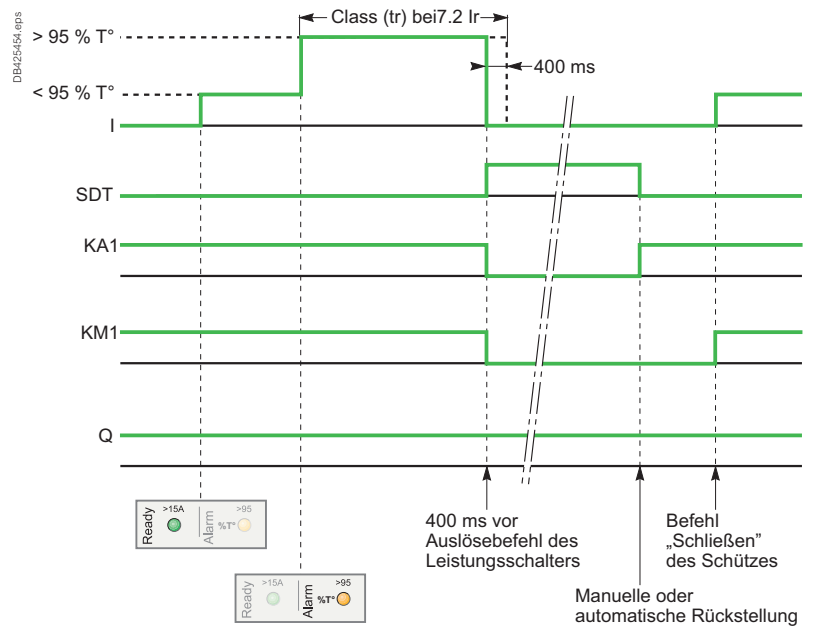 DB425454.eps
Class (tr) bei7.2 Ir
> 95 % T°
400 ms
< 95 % T°
I
SDT
KA1
KM1
Q
Ready
>15A
Alarm
%T°
>95
400 ms vor
Auslösebefehl des
Leistungsschalters
Befehl
„Schließen”
des Schützes
Ready
>15A
Alarm
%T°
>95
Manuelle oder
automatische Rückstellung